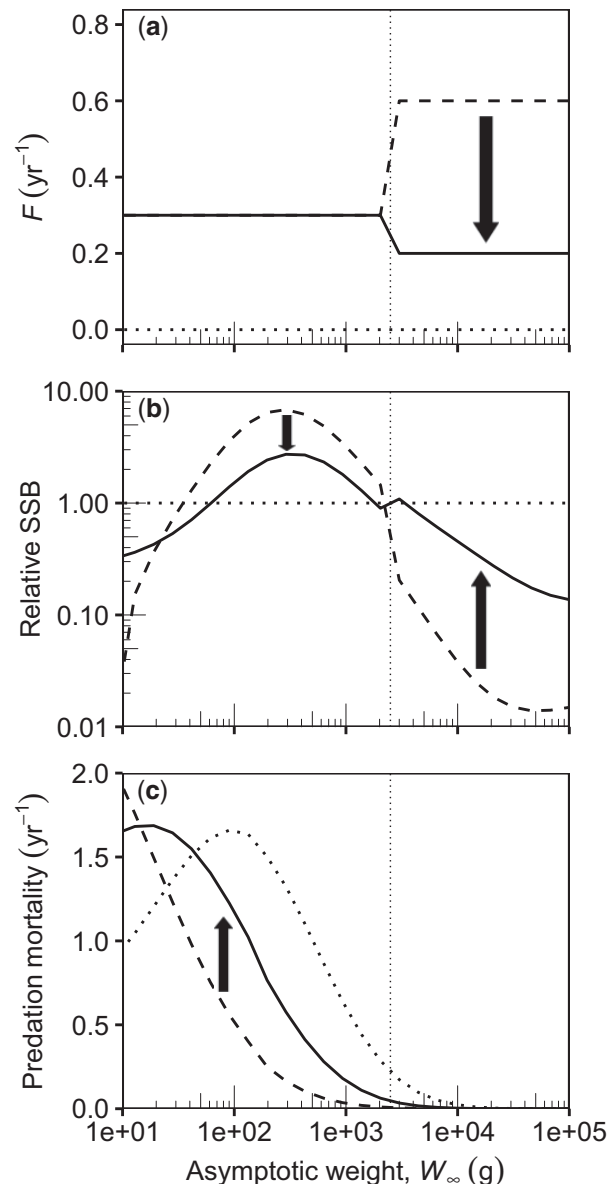 (a)
F (yr⁻¹)
0.8
0.6
0.4
0.2
0.0
(b)
Relative SSB
10.00
1.00
0.10
0.01
(c)
Predation mortality (yr⁻¹)
2.0
1.5
1.0
0.5
0.0
1e+01 1e+02 1e+03 1e+04 1e+05
Asymptotic weight, W∞ (g)